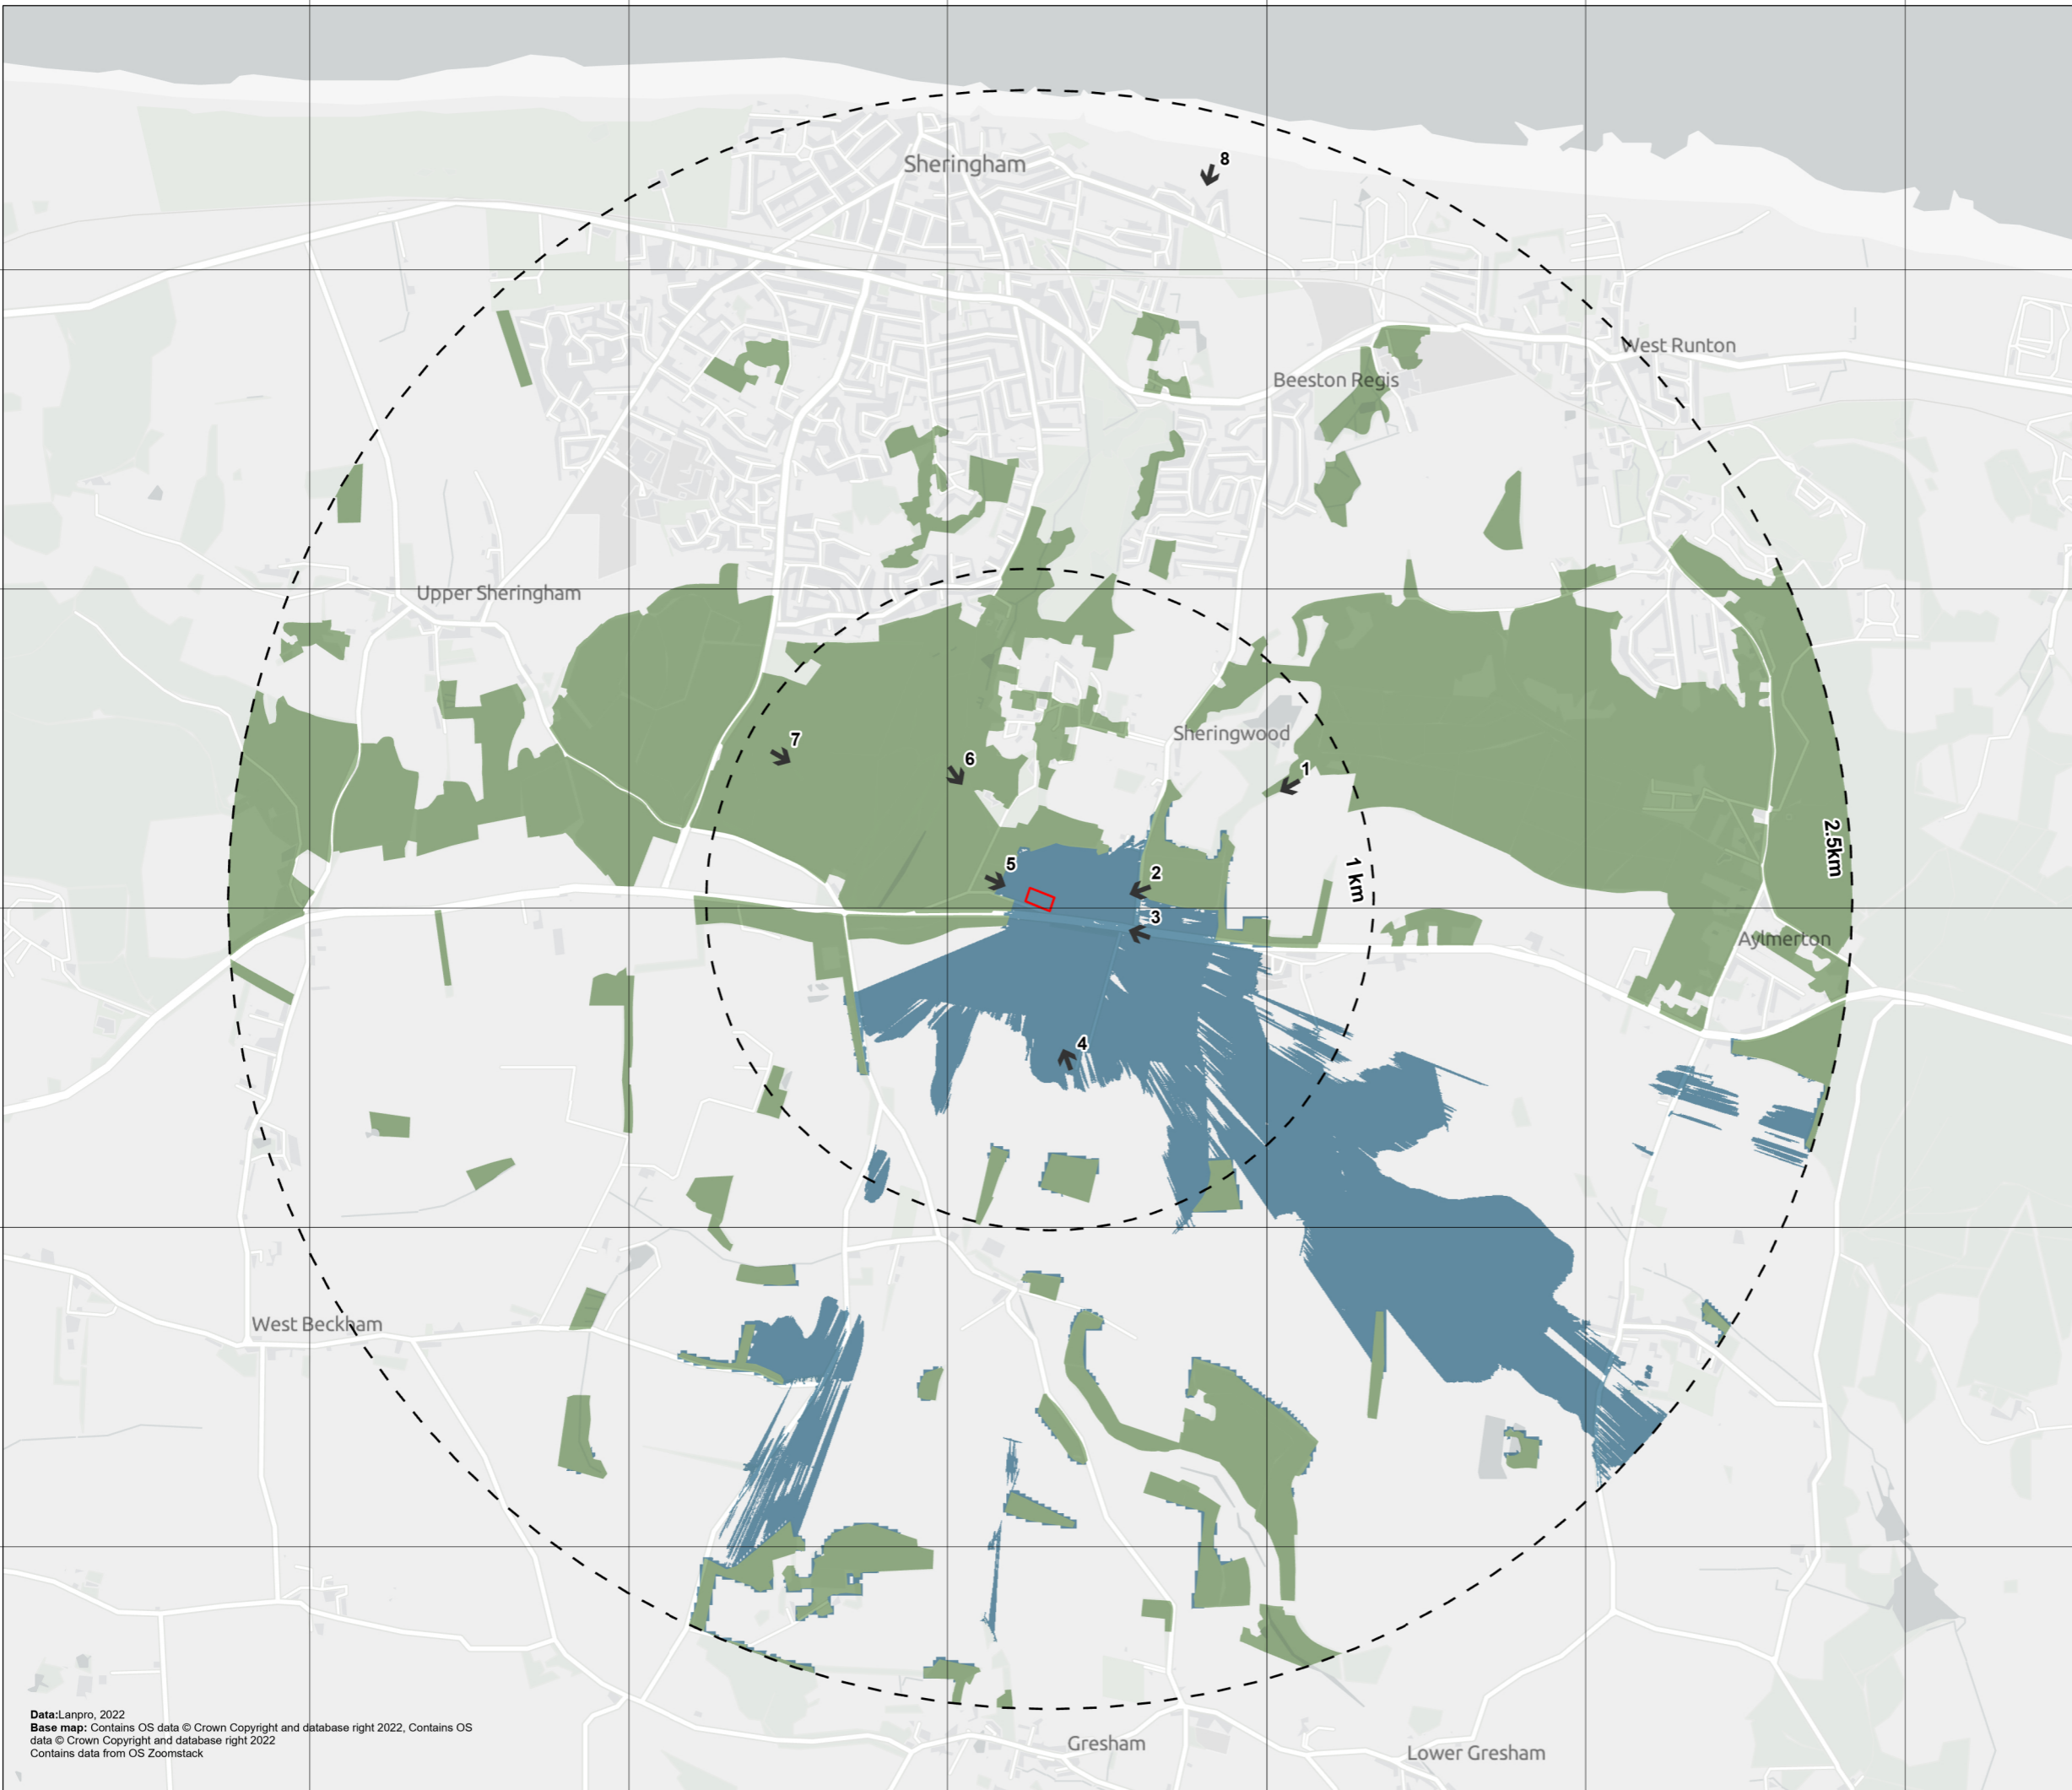 8
Sheringham
West Runton
Beeston Regis
Upper Sheringham
Sheringwood
7
6
1
2.5km
5
2
1 km
3
Aylmerton
4
West Beckham
Data:Lanpro, 2022
Base map: Contains OS data © Crown Copyright and database right 2022, Contains OS
data © Crown Copyright and database right 2022
Contains data from OS Zoomstack
Gresham
Lower Gresham